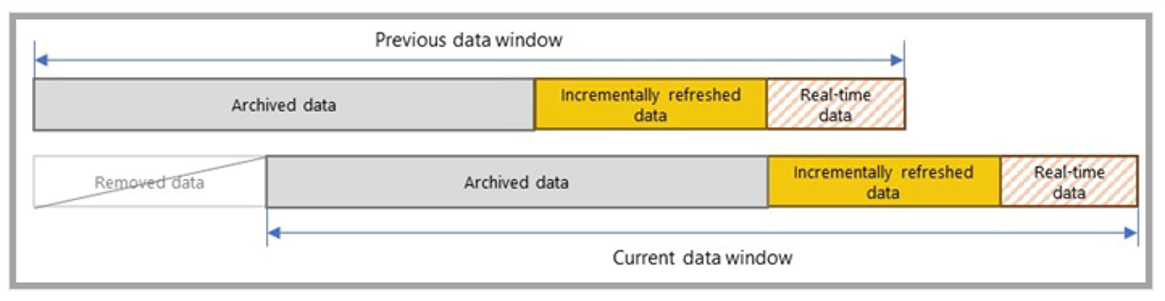 Previous data window
Archived data
Incrementally refreshed
data
Real-time
data
Removed data
Archived data
Incrementally refreshed
data
Real-time
data
Current data window